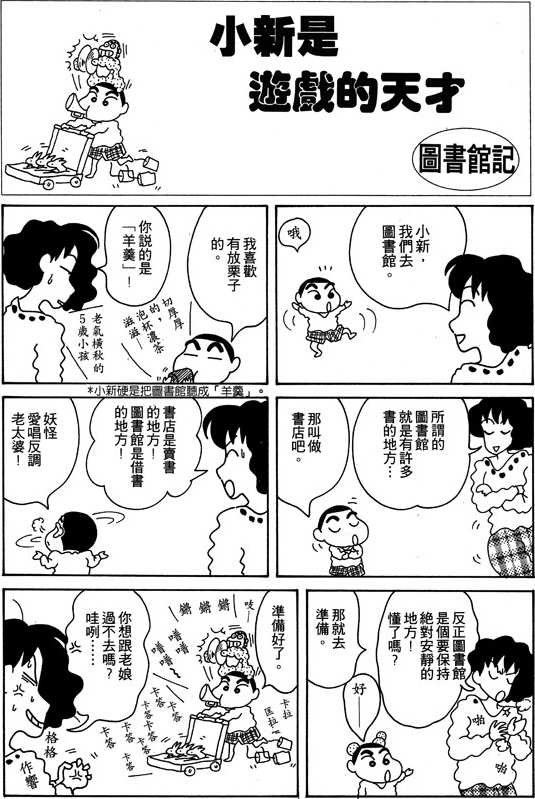 小新是
遊戲的天才
圖書館記
小新，
我們去
圖書館。
哦
我喜歡
有放栗子
的。
切厚厚
的，
泡杯濃茶
滋滋
你說的是
「羊羹」！
老氣橫秋的
5歲小孩
*小新硬是把圖書館聽成「羊羹」。
所謂的
圖書館
就是有許多
書的地方…
那叫做
書店吧。
書店是賣書
的地方！
圖書館是借書
的地方！
妖怪
愛唱反調
老太婆！
反正圖書館
是個要保持
絕對安靜的
地方！
懂了嗎？
啪
啪
那就去
準備。
好——
準備好了。
吱—
鏘
鏘
鏘
嚕嚕……
嚕嚕……
卡拉
匡拉
卡答
卡答
卡答
卡答
卡答
卡答
你想跟老娘
過不去嗎？
哇咧……
格格
作響